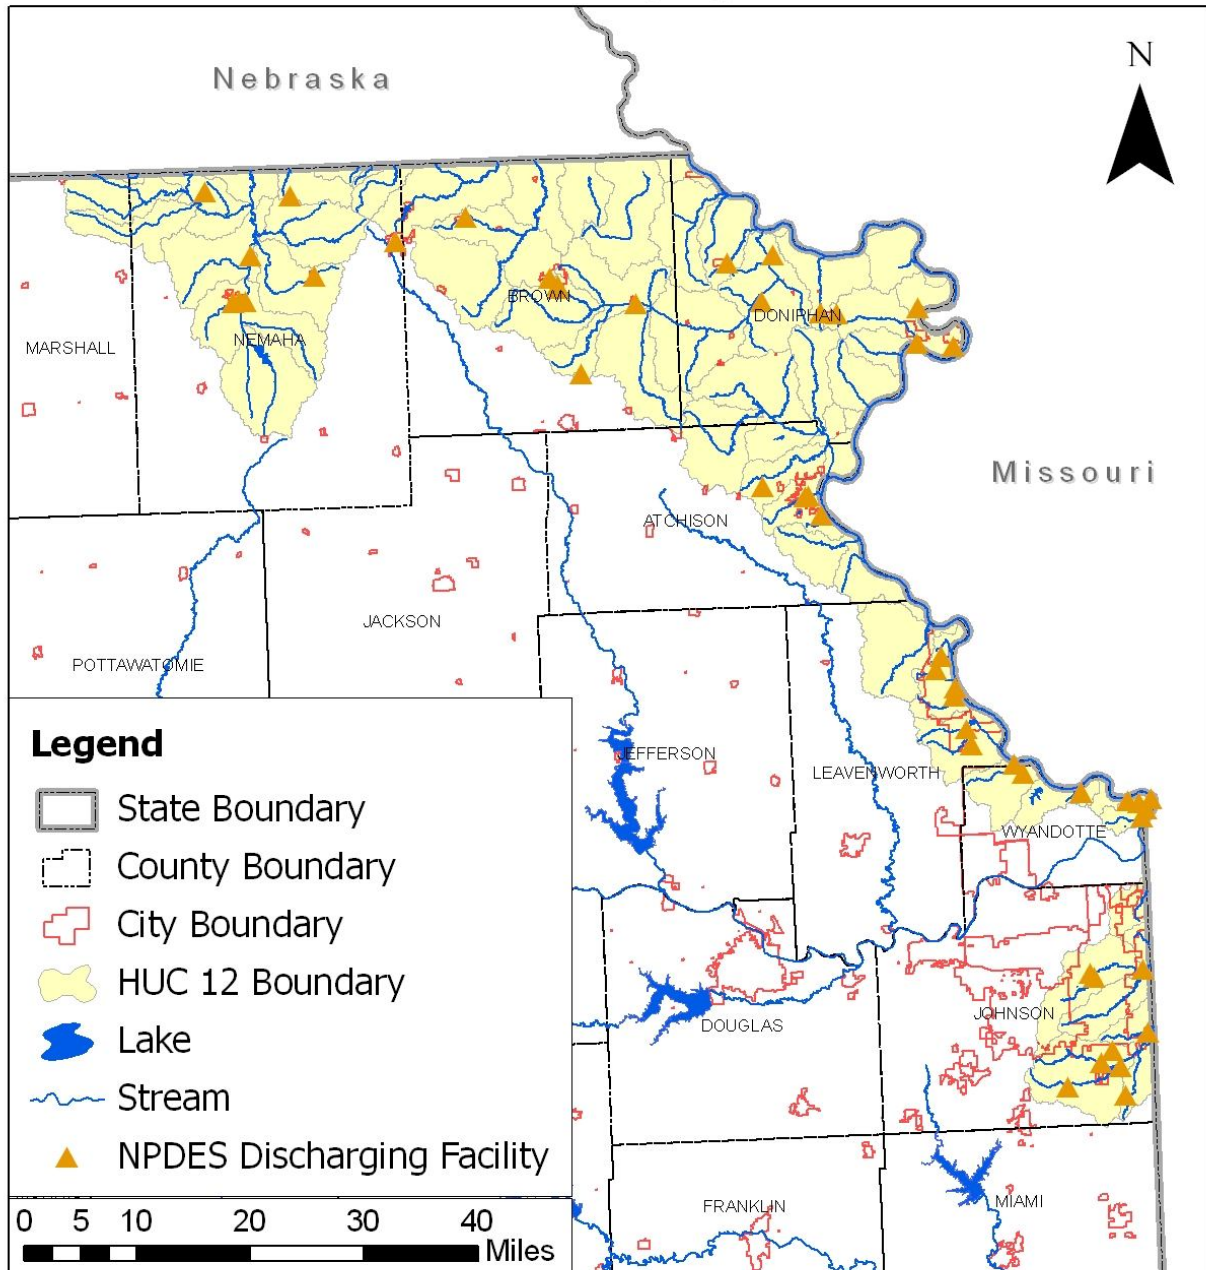 Nebraska
N
BROWN
DONIPHAN
MARSHALL
NEMAHA
Missouri
ATCHISON
JACKSON
POTTAWATOMIE
JEFFERSON
LEAVENWORTH
WYANDOTTE
JOHNSON
DOUGLAS
FRANKLIN
MIAMI
Legend
State Boundary
County Boundary
City Boundary
HUC 12 Boundary
Lake
Stream
NPDES Discharging Facility
0 5 10 20 30 40
Miles